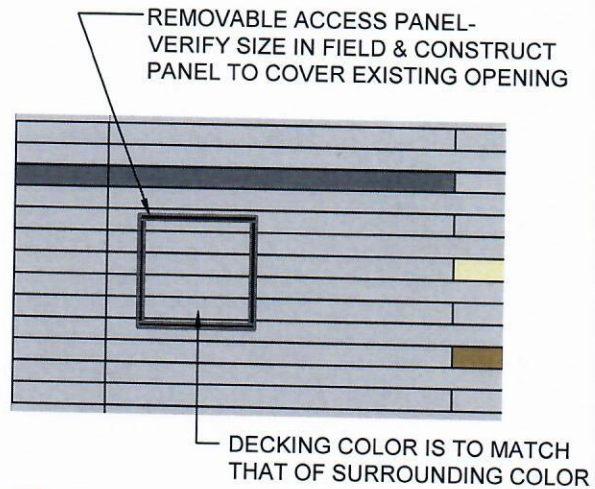 REMOVABLE ACCESS PANEL-
VERIFY SIZE IN FIELD & CONSTRUCT
PANEL TO COVER EXISTING OPENING
DECKING COLOR IS TO MATCH
THAT OF SURROUNDING COLOR